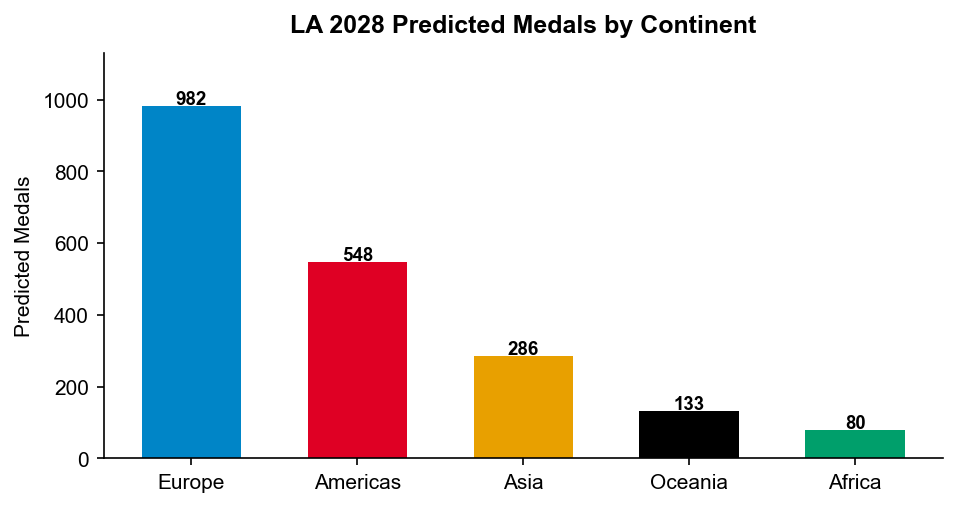 LA 2028 Predicted Medals by Continent
Predicted Medals
1000
800
600
400
200
0
982
548
286
133
80
Europe
Americas
Asia
Oceania
Africa